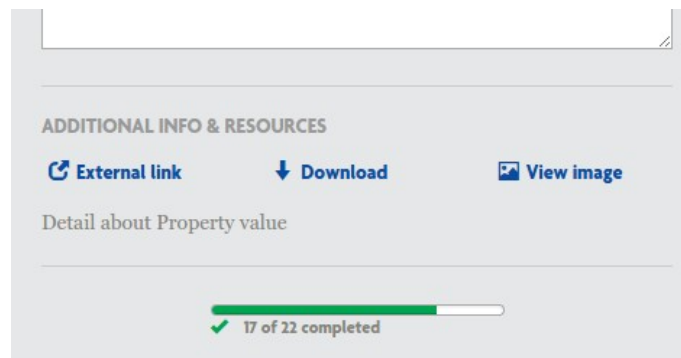 ADDITIONAL INFO & RESOURCES
External link Download View image
Detail about Property value
17 of 22 completed